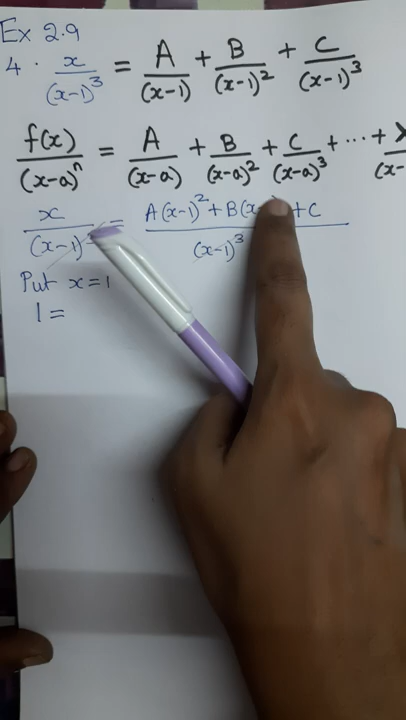 Ex 2.9
4. x/(x-1)³ = A/(x-1) + B/(x-1)² + C/(x-1)³
f(x)/(x-a)ⁿ = A/(x-a) + B/(x-a)² + C/(x-a)³ + ... +
x/(x-1)³ = A(x-1)² + B(x + C/(x-1)³
Put x=1
1 =